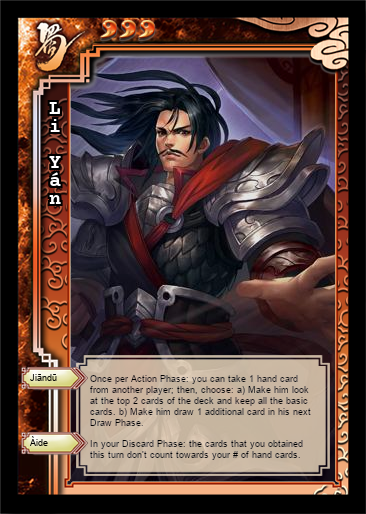 蜀
Li Yán
Jiāndū
Once per Action Phase: you can take 1 hand card
from another player; then, choose: a) Make him look
at the top 2 cards of the deck and keep all the basic
cards. b) Make him draw 1 additional card in his next
Draw Phase.
Àide
In your Discard Phase: the cards that you obtained
this turn don't count towards your # of hand cards.